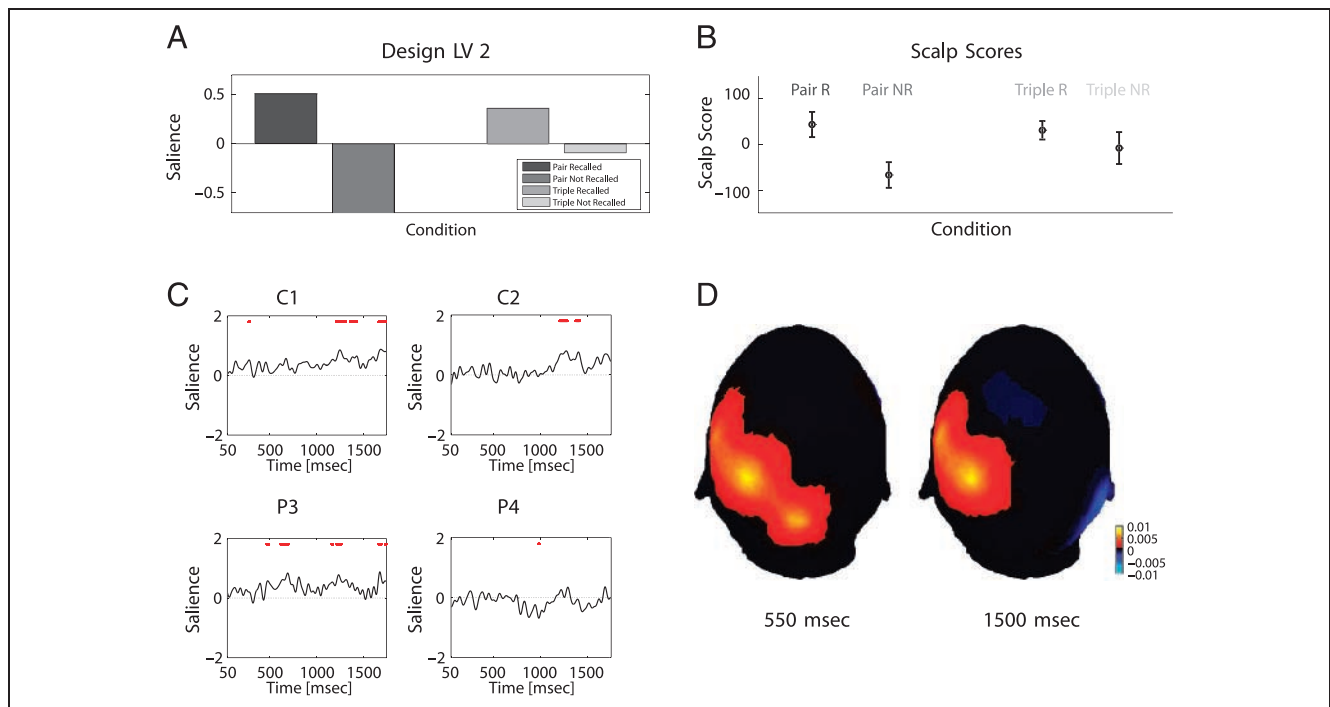 A
Design LV 2
Salience
0.5
0
−0.5
Pair Recalled
Pair Not Recalled
Triple Recalled
Triple Not Recalled
Condition
B
Scalp Scores
Scalp Score
100
0
−100
Pair R
Pair NR
Triple R
Triple NR
Condition
C
C1
Salience
2
0
−2
50 500 1000 1500
Time [msec]
C2
Salience
2
0
−2
50 500 1000 1500
Time [msec]
P3
Salience
2
0
−2
50 500 1000 1500
Time [msec]
P4
Salience
2
0
−2
50 500 1000 1500
Time [msec]
D
0.01
0.005
0
−0.005
−0.01
550 msec
1500 msec